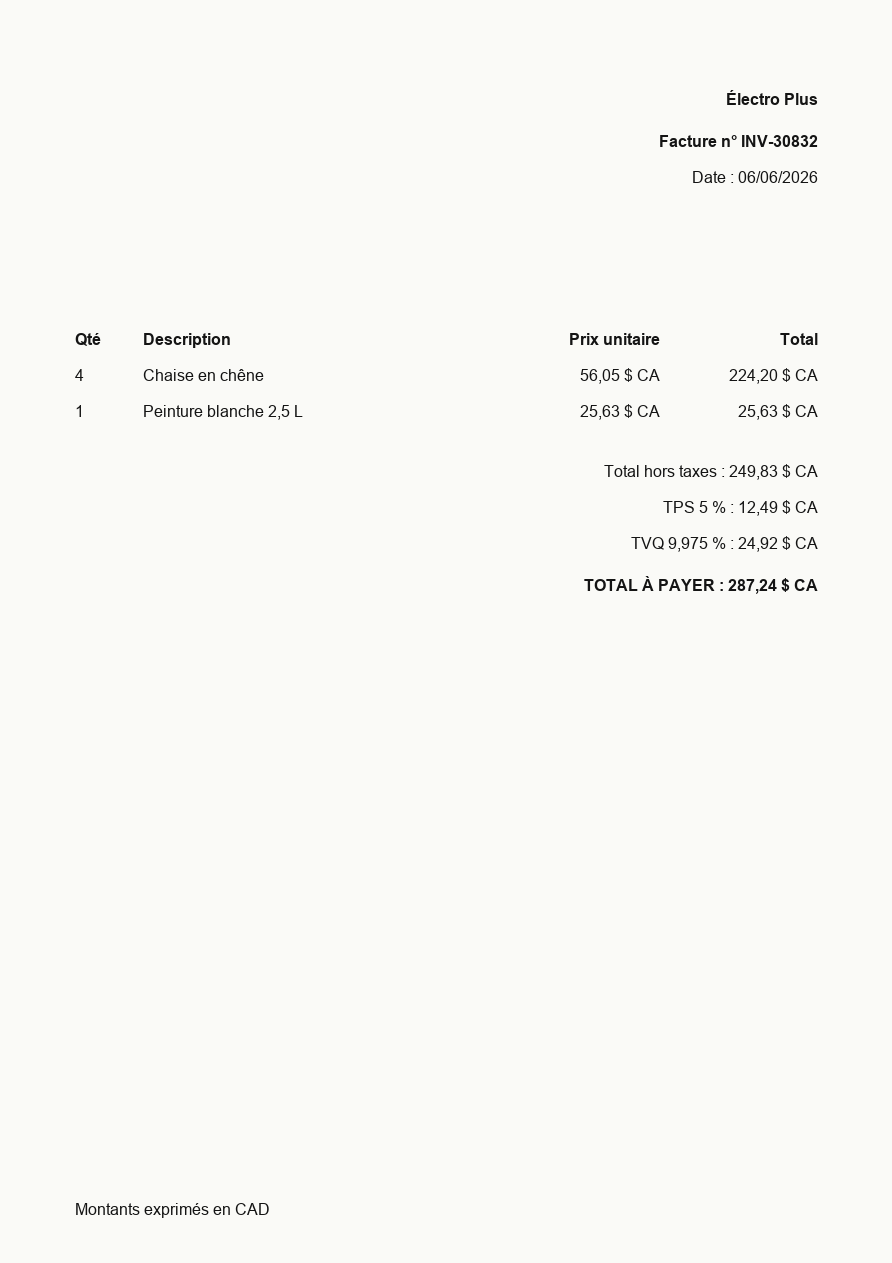 Électro Plus
Facture n° INV-30832
Date : 06/06/2026
Qté Description Prix unitaire Total
4 Chaise en chêne 56,05 $ CA 224,20 $ CA
1 Peinture blanche 2,5 L 25,63 $ CA 25,63 $ CA
Total hors taxes : 249,83 $ CA
TPS 5 % : 12,49 $ CA
TVQ 9,975 % : 24,92 $ CA
TOTAL À PAYER : 287,24 $ CA
Montants exprimés en CAD